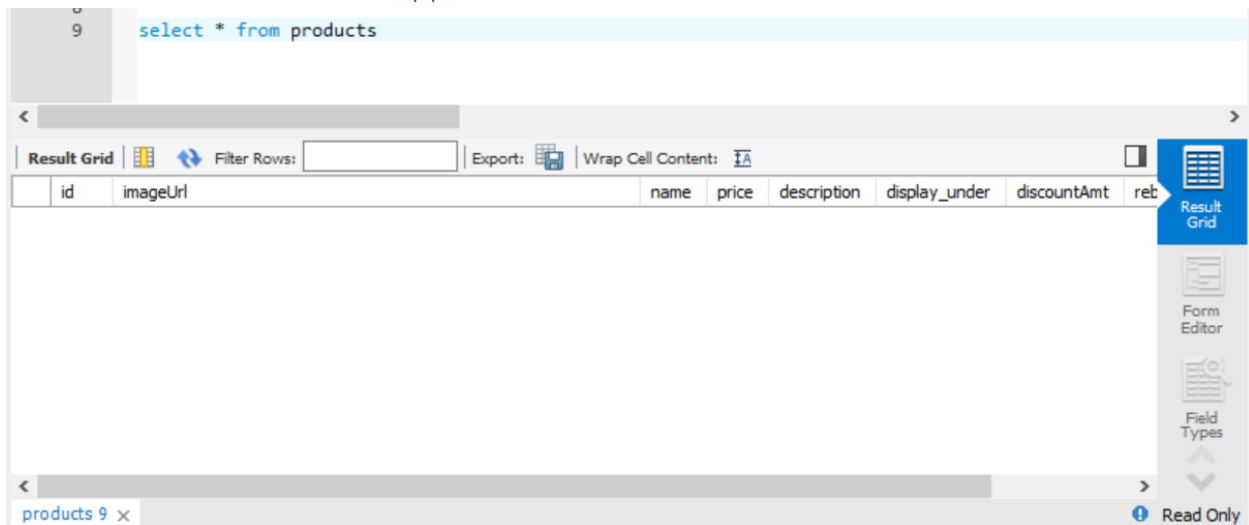 9 select * from products
Result Grid Filter Rows: Export: Wrap Cell Content:
id imageUrl name price description display_under discountAmt reb
Result
Grid
Form
Editor
Field
Types
products 9 Read Only